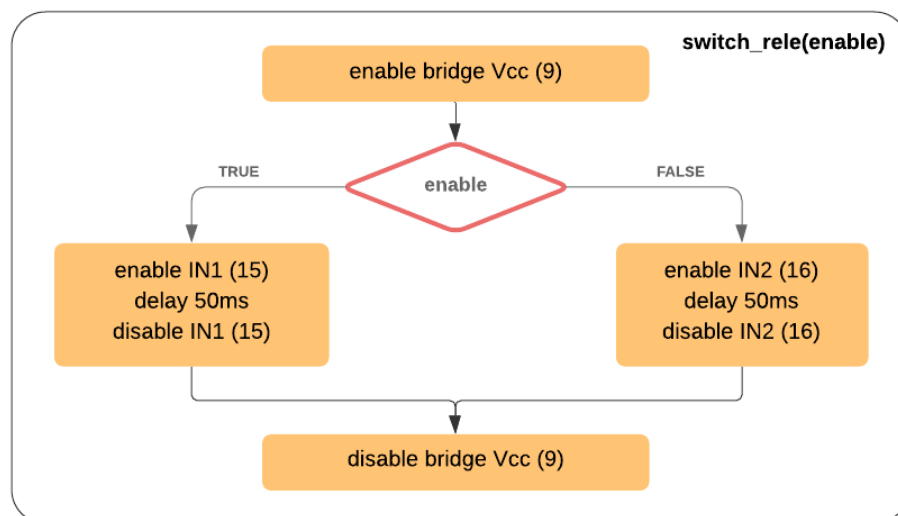 switch_rele(enable)
enable bridge Vcc (9)
enable
TRUE
FALSE
enable IN1 (15)
delay 50ms
disable IN1 (15)
enable IN2 (16)
delay 50ms
disable IN2 (16)
disable bridge Vcc (9)